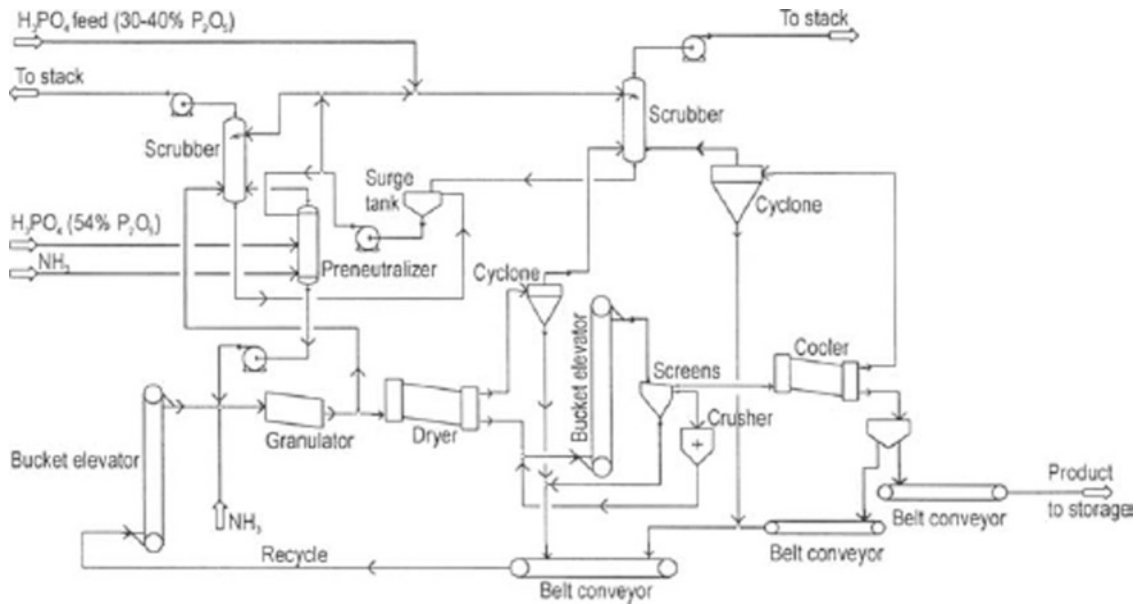 H₃PO₄ feed (30-40% P₂O₅)
To stack
To stack
Scrubber
Scrubber
Surge
tank
Cyclone
H₃PO₄ (54% P₂O₅)
NH₃
Preneutralizer
Cyclone
Bucket elevator
Screens
Cooler
Crusher
Granulator
Dryer
Bucket elevator
Product
to storages
NH₃
Belt conveyor
Belt conveyor
Recycle
Belt conveyor